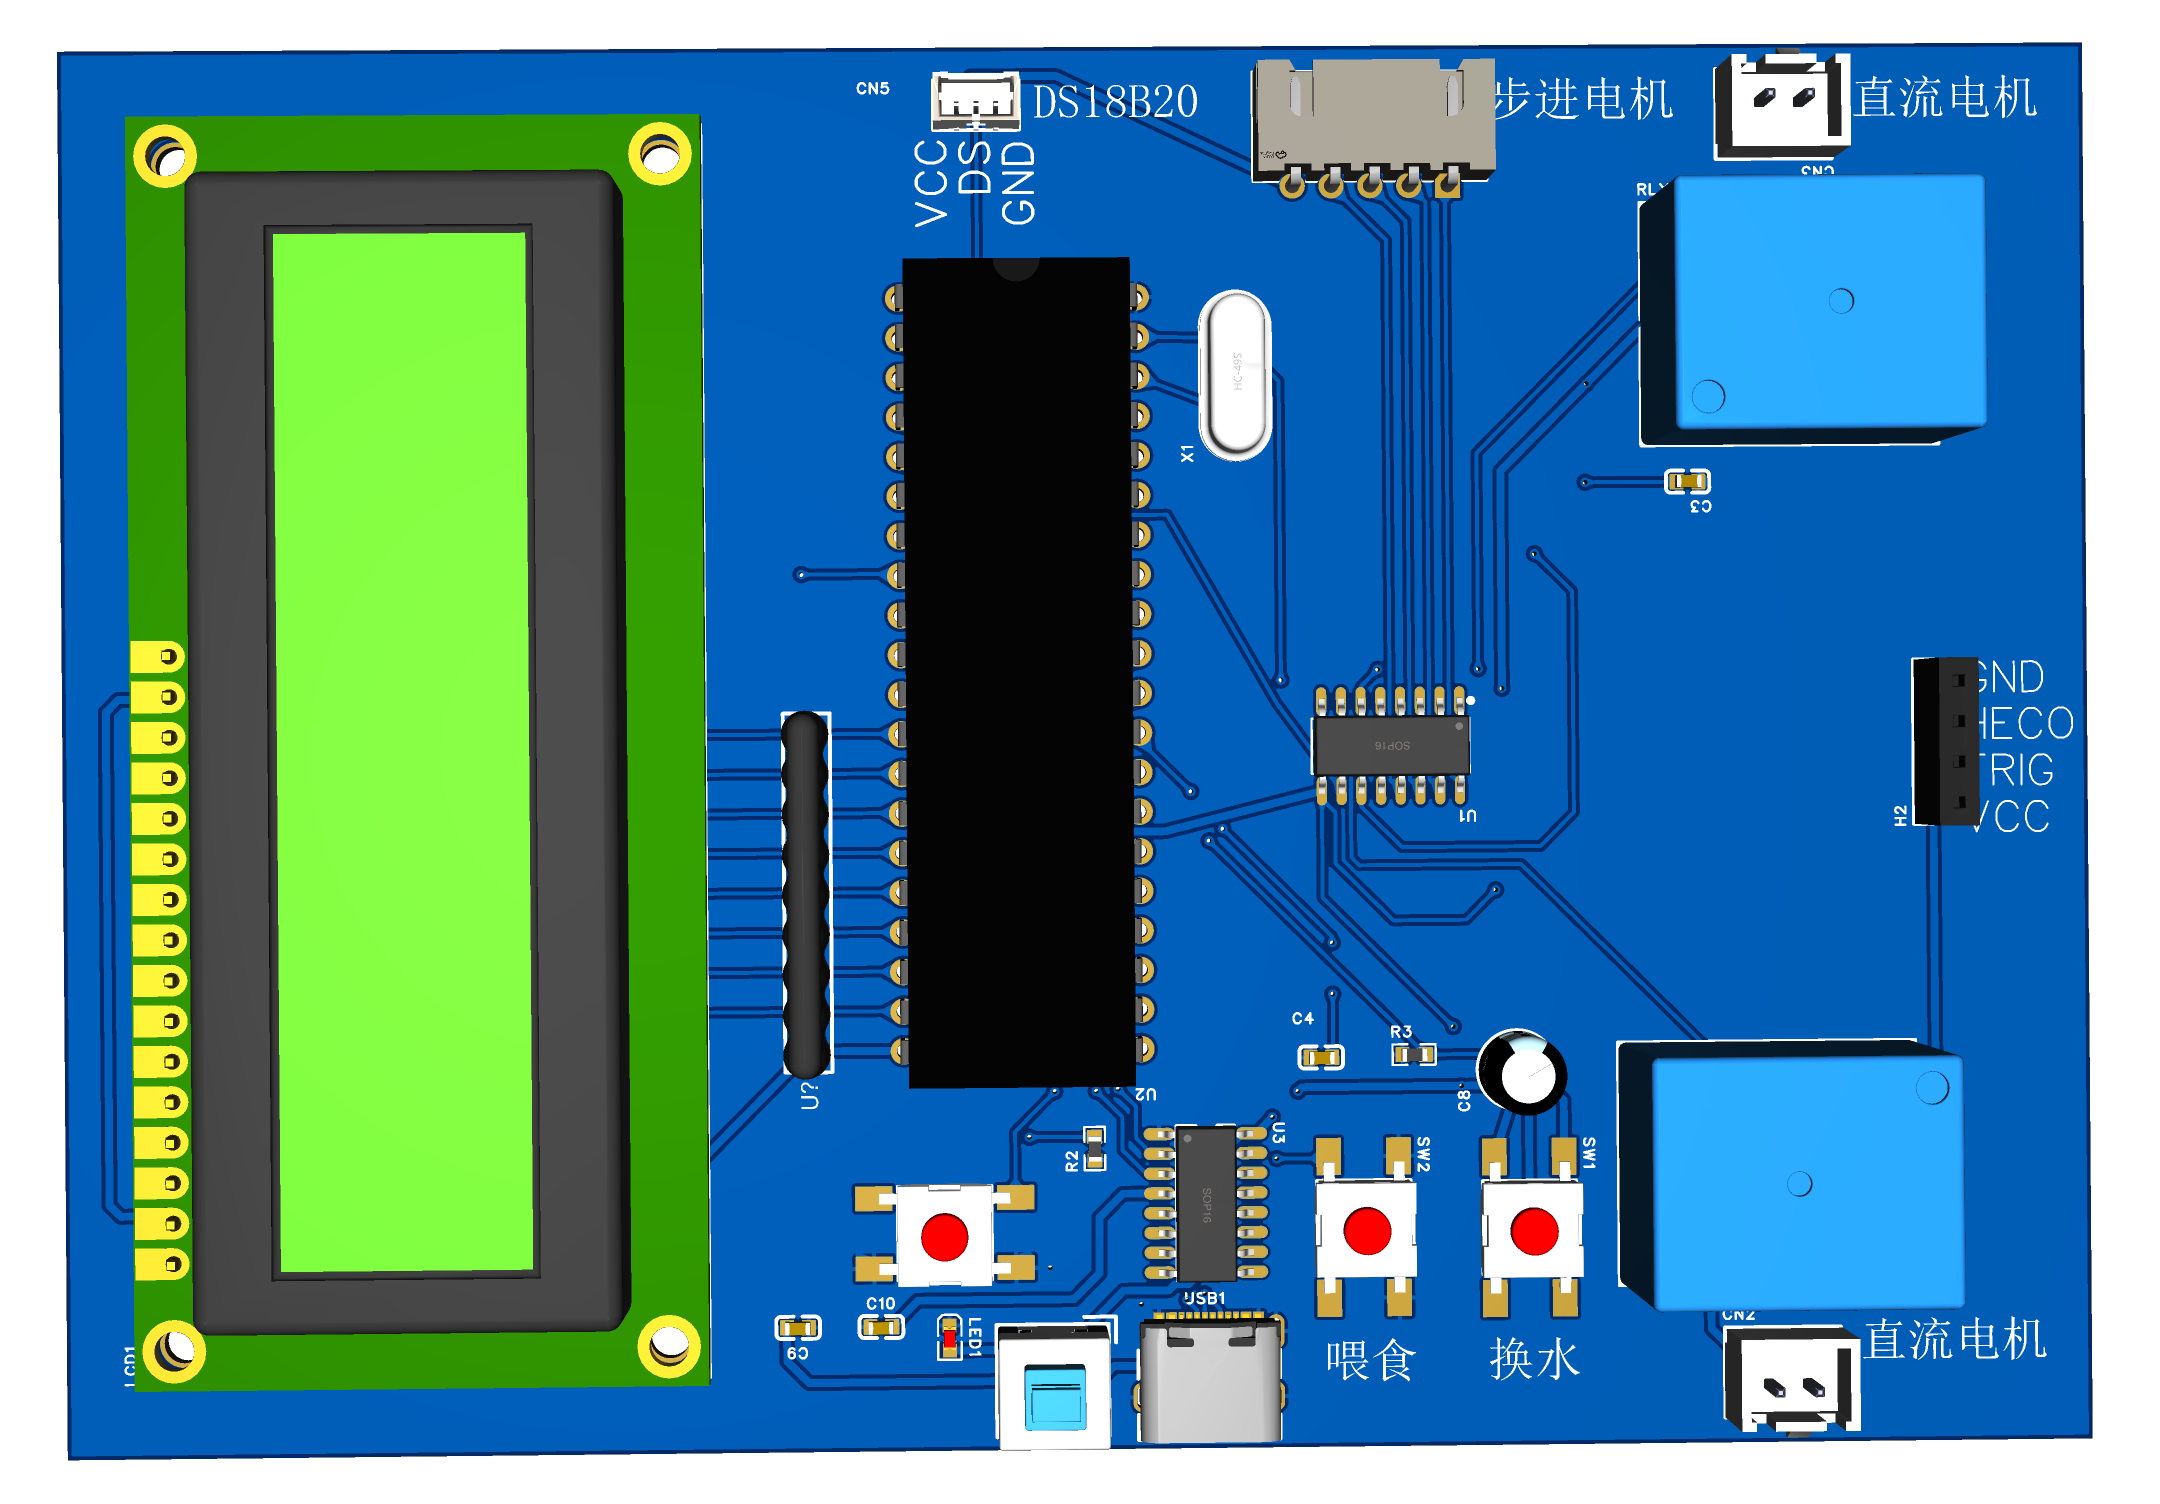 CN5
DS18B20
步进电机
直流电机
CN3
VCC
DS
GND
RL
HC-49S
X1
C3
GND
HECO
TRIG
VCC
H2
SOP16
U1
C4
R3
C8
U?
U2
R2
U3
SOP16
SW2
SW1
USB1
C10
C9
LED1
LCD1
喂食
换水
CN2
直流电机